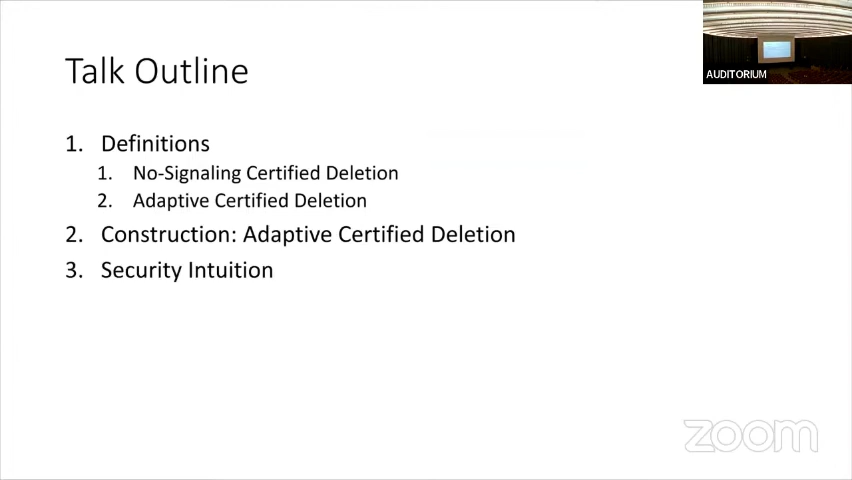 Talk Outline
AUDITORIUM
1. Definitions
1. No-Signaling Certified Deletion
2. Adaptive Certified Deletion
2. Construction: Adaptive Certified Deletion
3. Security Intuition
zoom